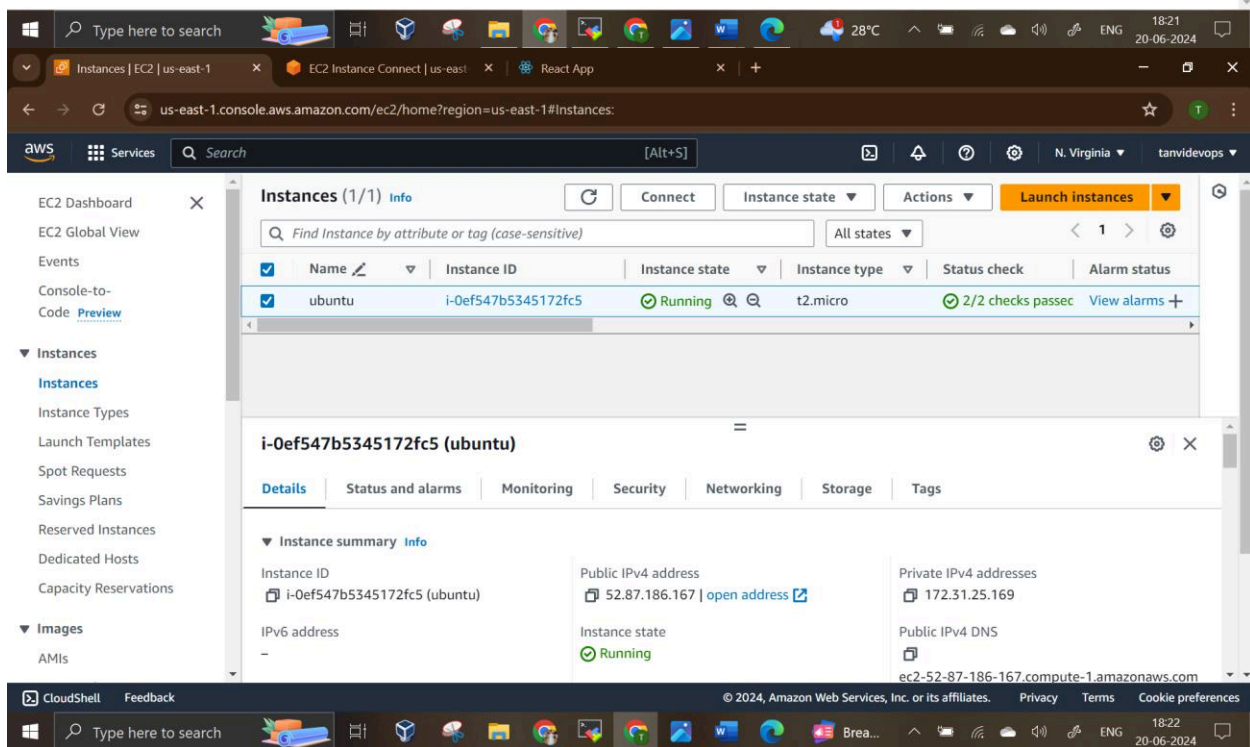 Type here to search
28°C
ENG
18:21
20-06-2024
Instances | EC2 | us-east-1
EC2 Instance Connect | us-east
React App
us-east-1.console.aws.amazon.com/ec2/home?region=us-east-1#Instances:
T
aws
Services
Search
[Alt+S]
N. Virginia
tanvidevops
EC2 Dashboard
EC2 Global View
Events
Console-to-
Code Preview
Instances
Instances
Instance Types
Launch Templates
Spot Requests
Savings Plans
Reserved Instances
Dedicated Hosts
Capacity Reservations
Images
AMIs
Instances (1/1) Info
Connect
Instance state
Actions
Launch instances
Find Instance by attribute or tag (case-sensitive)
All states
1
Name Instance ID Instance state Instance type Status check Alarm status
ubuntu i-0ef547b5345172fc5 Running t2.micro 2/2 checks passec View alarms +
i-0ef547b5345172fc5 (ubuntu)
Details Status and alarms Monitoring Security Networking Storage Tags
Instance summary Info
Instance ID
i-0ef547b5345172fc5 (ubuntu)
Public IPv4 address
52.87.186.167 | open address
Private IPv4 addresses
172.31.25.169
IPv6 address
–
Instance state
Running
Public IPv4 DNS
ec2-52-87-186-167.compute-1.amazonaws.com
CloudShell Feedback
© 2024, Amazon Web Services, Inc. or its affiliates. Privacy Terms Cookie preferences
Type here to search
Brea...
ENG
18:22
20-06-2024